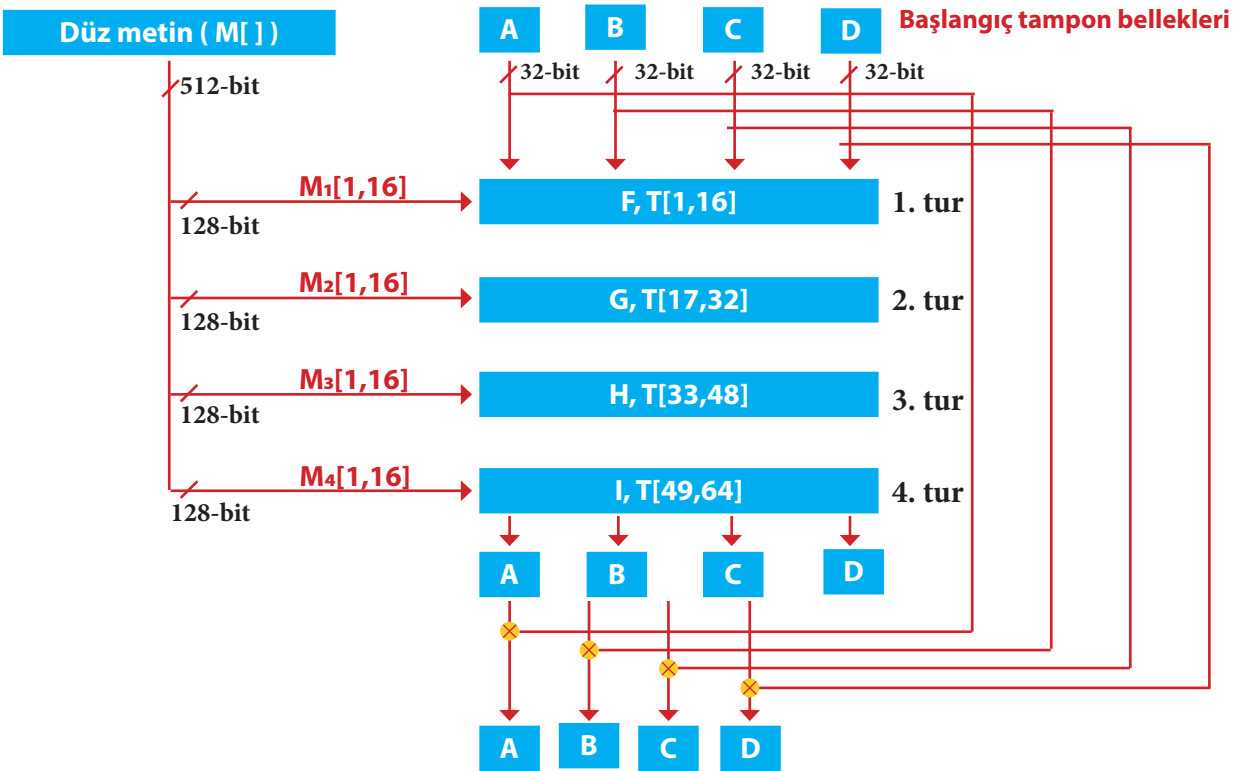 Düz metin ( M[ ] )
A
B
C
D
Başlangıç tampon bellekleri
512-bit
32-bit
32-bit
32-bit
32-bit
M₁[1,16]
128-bit
F, T[1,16]
1. tur
M₂[1,16]
128-bit
G, T[17,32]
2. tur
M₃[1,16]
128-bit
H, T[33,48]
3. tur
M₄[1,16]
128-bit
I, T[49,64]
4. tur
A
B
C
D
A
B
C
D